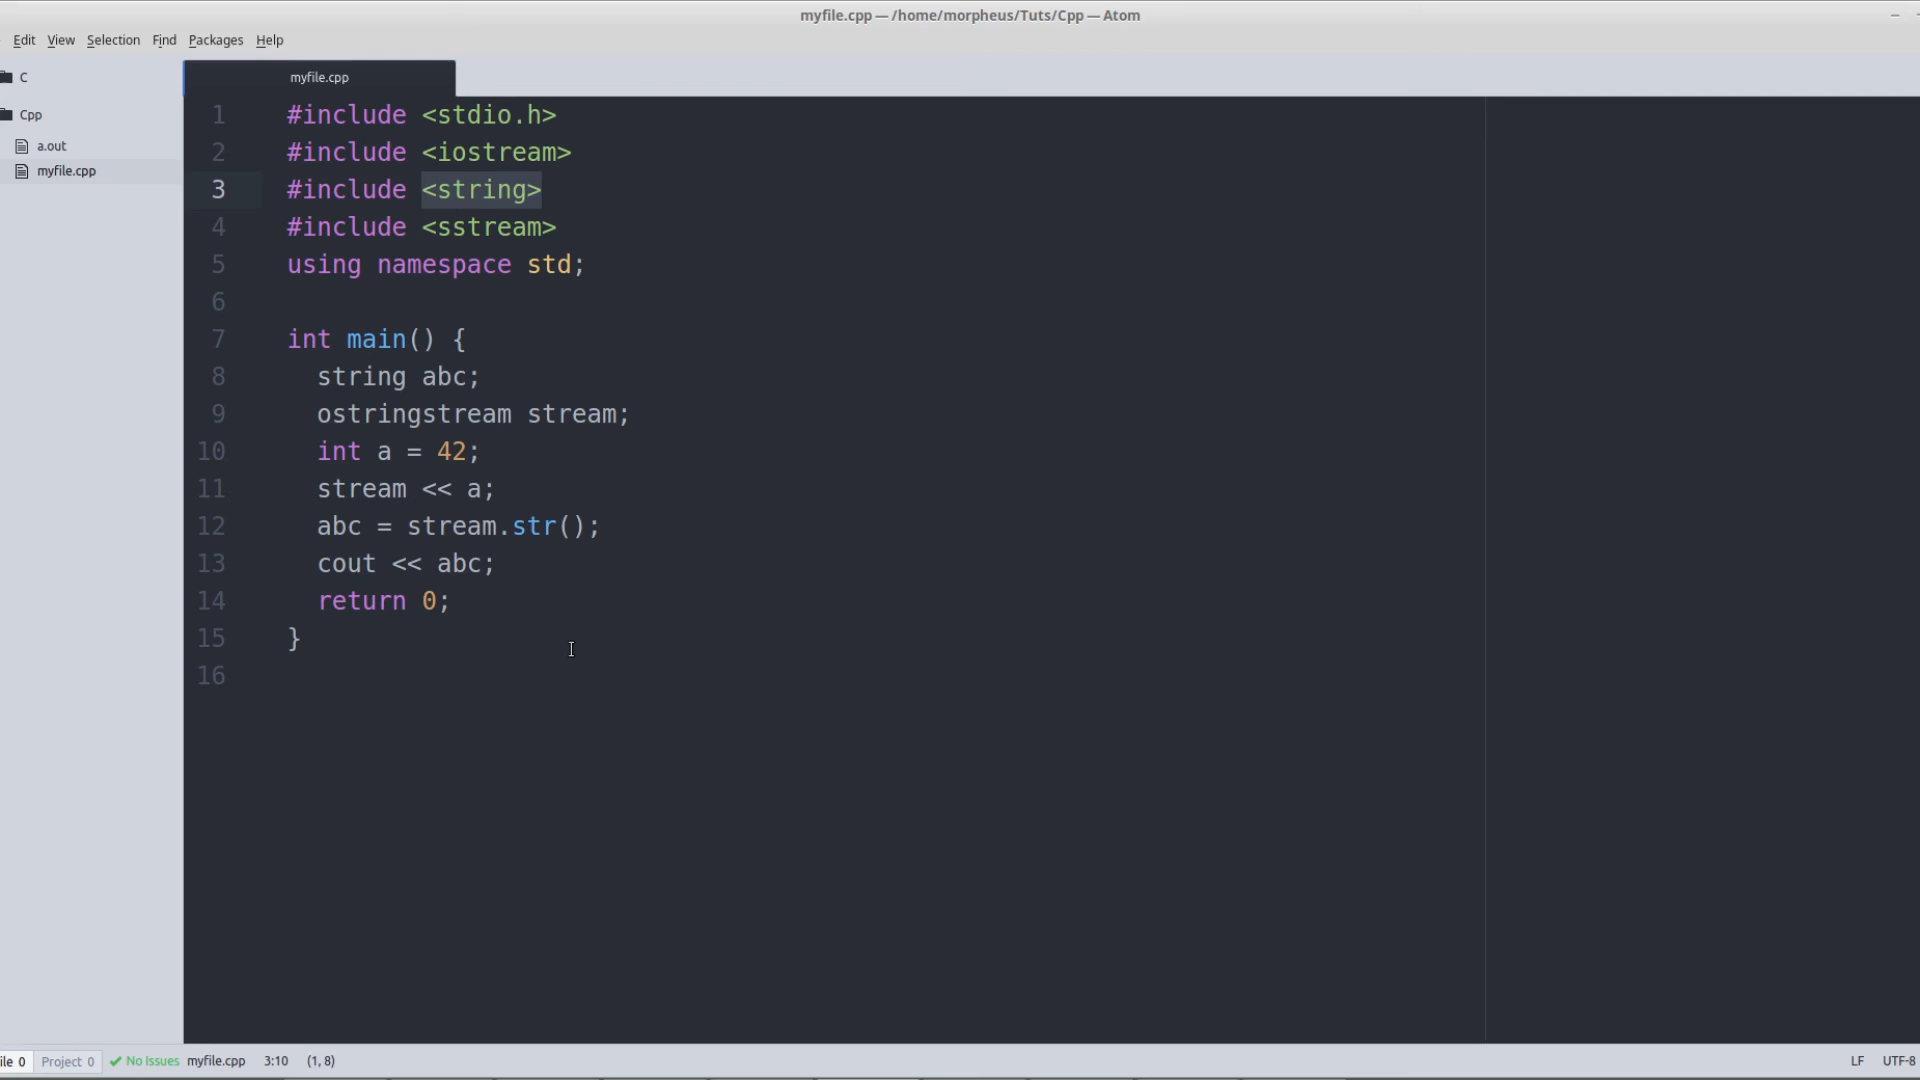 myfile.cpp — /home/morpheus/Tuts/Cpp — Atom
Edit View Selection Find Packages Help
C
Cpp
a.out
myfile.cpp
myfile.cpp
1 #include <stdio.h>
2 #include <iostream>
3 #include <string>
4 #include <sstream>
5 using namespace std;
6
7 int main() {
8 string abc;
9 ostringstream stream;
10 int a = 42;
11 stream << a;
12 abc = stream.str();
13 cout << abc;
14 return 0;
15 }
16
ile 0 Project 0 No Issues myfile.cpp 3:10 (1, 8) LF UTF-8